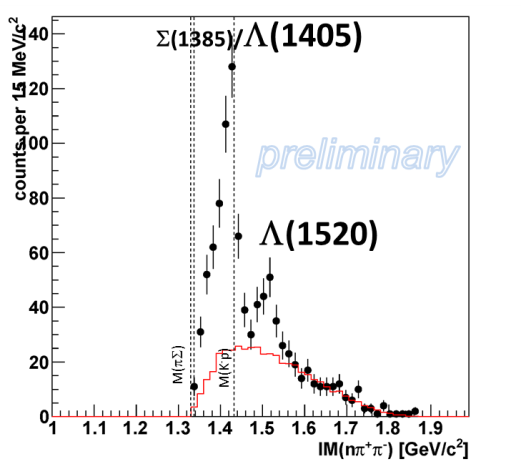 Σ(1385)/Λ(1405)
counts per 15 MeV/c²
140
120
100
80
60
40
20
0
preliminary
Λ(1520)
M(πΣ)
M(K p)
1 1.1 1.2 1.3 1.4 1.5 1.6 1.7 1.8 1.9
IM(nπ⁺π⁻) [GeV/c²]